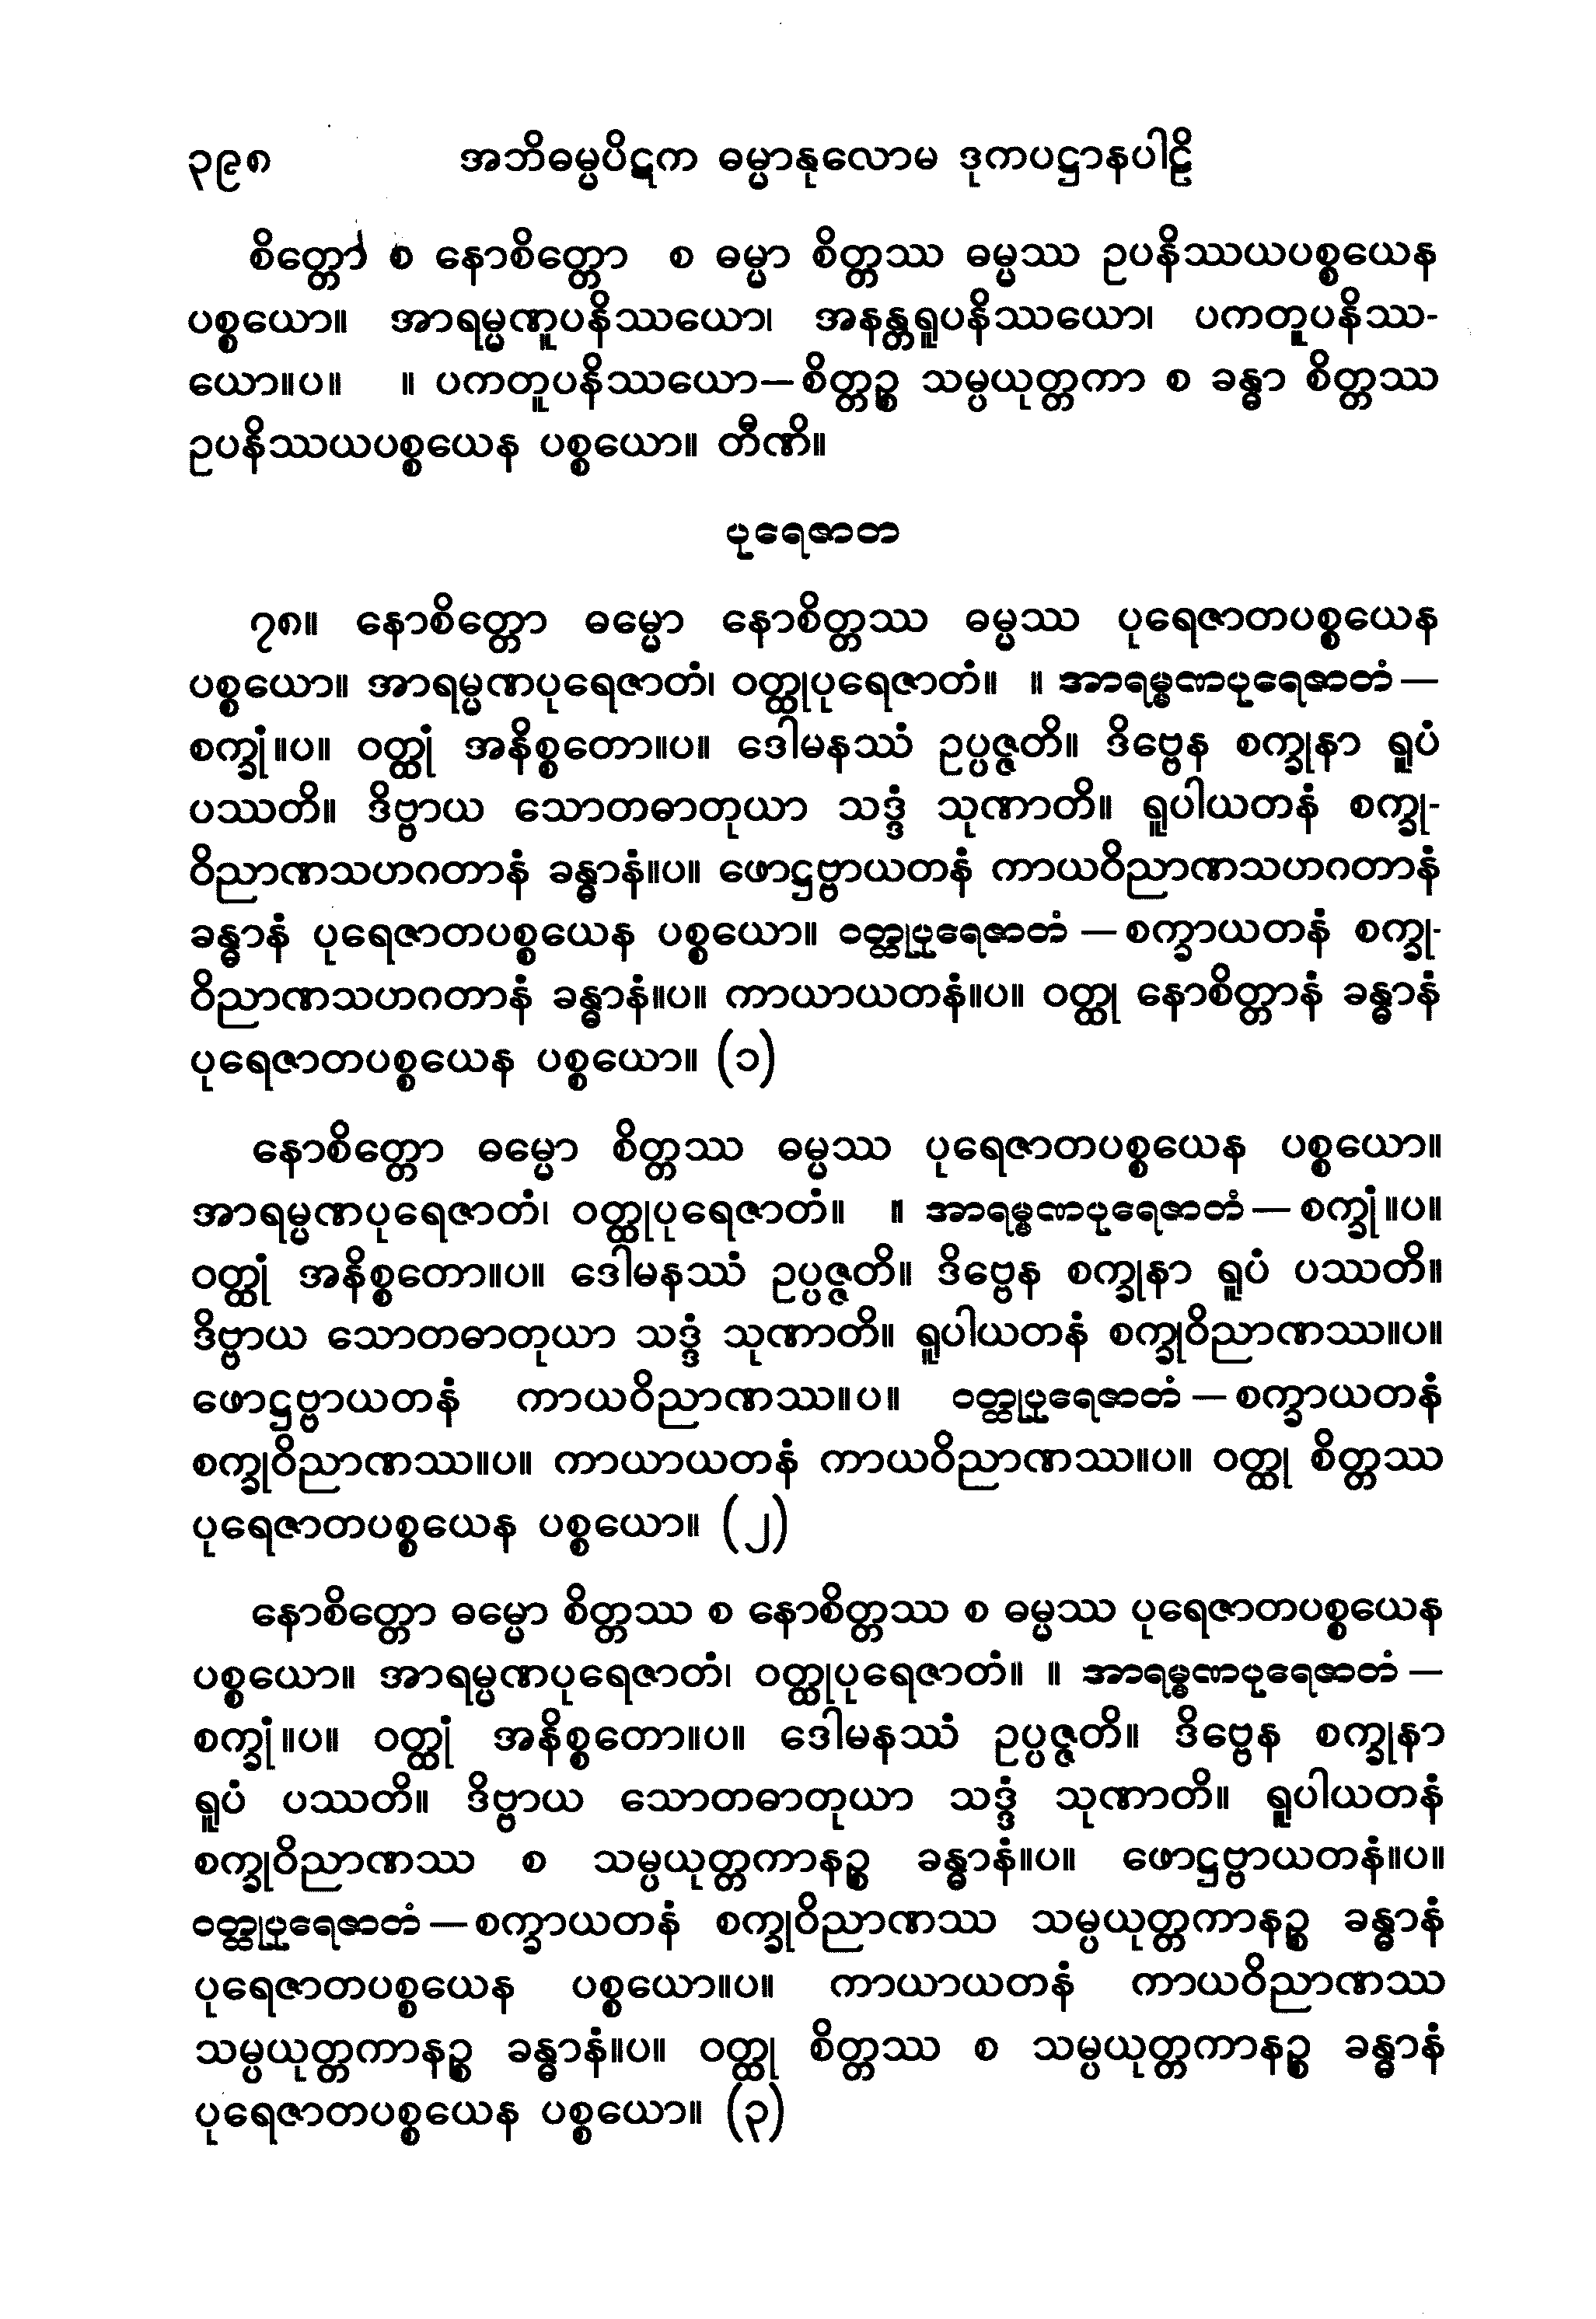 ၃၉၈ အဘိဓမ္မပိဋက ဓမ္မာနုလောမ ဒုကပဋ္ဌာနပါဠိ
စိတ္တော စ နောစိတ္တော စ ဓမ္မာ စိတ္တဿ ဓမ္မဿ ဥပနိဿယပစ္စယေန
ပစ္စယော။ အာရမ္မဏူပနိဿယော၊ အနန္တရူပနိဿယော၊ ပကတူပနိဿ-
ယော။ပ။ ။ ပကတူပနိဿယော—စိတ္တဉ္စ သမ္ပယုတ္တကာ စ ခန္ဓာ စိတ္တဿ
ဥပနိဿယပစ္စယေန ပစ္စယော။ တီဏိ။
ပုရေဇာတ
၇၈။ နောစိတ္တော ဓမ္မော နောစိတ္တဿ ဓမ္မဿ ပုရေဇာတပစ္စယေန
ပစ္စယော။ အာရမ္မဏပုရေဇာတံ၊ ဝတ္ထုပုရေဇာတံ။ ။ အာရမ္မဏပုရေဇာတံ—
စက္ခုံ။ပ။ ဝတ္ထုံ အနိစ္စတော။ပ။ ဒေါမနဿံ ဥပ္ပဇ္ဇတိ။ ဒိဗ္ဗေန စက္ခုနာ ရူပံ
ပဿတိ။ ဒိဗ္ဗာယ သောတဓာတုယာ သဒ္ဒံ သုဏာတိ။ ရူပါယတနံ စက္ခု-
ဝိညာဏသဟဂတာနံ ခန္ဓာနံ။ပ။ ဖောဋ္ဌဗ္ဗာယတနံ ကာယဝိညာဏသဟဂတာနံ
ခန္ဓာနံ ပုရေဇာတပစ္စယေန ပစ္စယော။ ဝတ္ထုပုရေဇာတံ—စက္ခာယတနံ စက္ခု-
ဝိညာဏသဟဂတာနံ ခန္ဓာနံ။ပ။ ကာယာယတနံ။ပ။ ဝတ္ထု နောစိတ္တာနံ ခန္ဓာနံ
ပုရေဇာတပစ္စယေန ပစ္စယော။ (၁)
နောစိတ္တော ဓမ္မော စိတ္တဿ ဓမ္မဿ ပုရေဇာတပစ္စယေန ပစ္စယော။
အာရမ္မဏပုရေဇာတံ၊ ဝတ္ထုပုရေဇာတံ။ ။ အာရမ္မဏပုရေဇာတံ—စက္ခုံ။ပ။
ဝတ္ထုံ အနိစ္စတော။ပ။ ဒေါမနဿံ ဥပ္ပဇ္ဇတိ။ ဒိဗ္ဗေန စက္ခုနာ ရူပံ ပဿတိ။
ဒိဗ္ဗာယ သောတဓာတုယာ သဒ္ဒံ သုဏာတိ။ ရူပါယတနံ စက္ခုဝိညာဏဿ။ပ။
ဖောဋ္ဌဗ္ဗာယတနံ ကာယဝိညာဏဿ။ပ။ ဝတ္ထုပုရေဇာတံ—စက္ခာယတနံ
စက္ခုဝိညာဏဿ။ပ။ ကာယာယတနံ ကာယဝိညာဏဿ။ပ။ ဝတ္ထု စိတ္တဿ
ပုရေဇာတပစ္စယေန ပစ္စယော။ (၂)
နောစိတ္တော ဓမ္မော စိတ္တဿ စ နောစိတ္တဿ စ ဓမ္မဿ ပုရေဇာတပစ္စယေန
ပစ္စယော။ အာရမ္မဏပုရေဇာတံ၊ ဝတ္ထုပုရေဇာတံ။ ။ အာရမ္မဏပုရေဇာတံ—
စက္ခုံ။ပ။ ဝတ္ထုံ အနိစ္စတော။ပ။ ဒေါမနဿံ ဥပ္ပဇ္ဇတိ။ ဒိဗ္ဗေန စက္ခုနာ
ရူပံ ပဿတိ။ ဒိဗ္ဗာယ သောတဓာတုယာ သဒ္ဒံ သုဏာတိ။ ရူပါယတနံ
စက္ခုဝိညာဏဿ စ သမ္ပယုတ္တကာနဉ္စ ခန္ဓာနံ။ပ။ ဖောဋ္ဌဗ္ဗာယတနံ။ပ။
ဝတ္ထုပုရေဇာတံ—စက္ခာယတနံ စက္ခုဝိညာဏဿ သမ္ပယုတ္တကာနဉ္စ ခန္ဓာနံ
ပုရေဇာတပစ္စယေန ပစ္စယော။ပ။ ကာယာယတနံ ကာယဝိညာဏဿ
သမ္ပယုတ္တကာနဉ္စ ခန္ဓာနံ။ပ။ ဝတ္ထု စိတ္တဿ စ သမ္ပယုတ္တကာနဉ္စ ခန္ဓာနံ
ပုရေဇာတပစ္စယေန ပစ္စယော။ (၃)